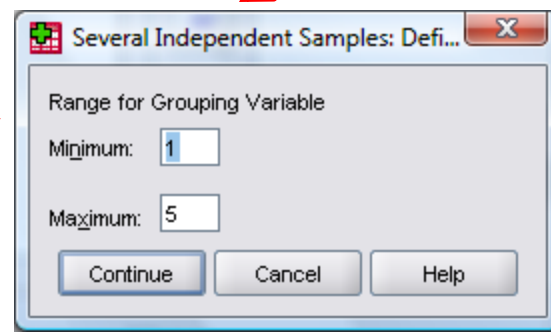 Several Independent Samples: Defi...
Range for Grouping Variable
Minimum: 1
Maximum: 5
Continue Cancel Help